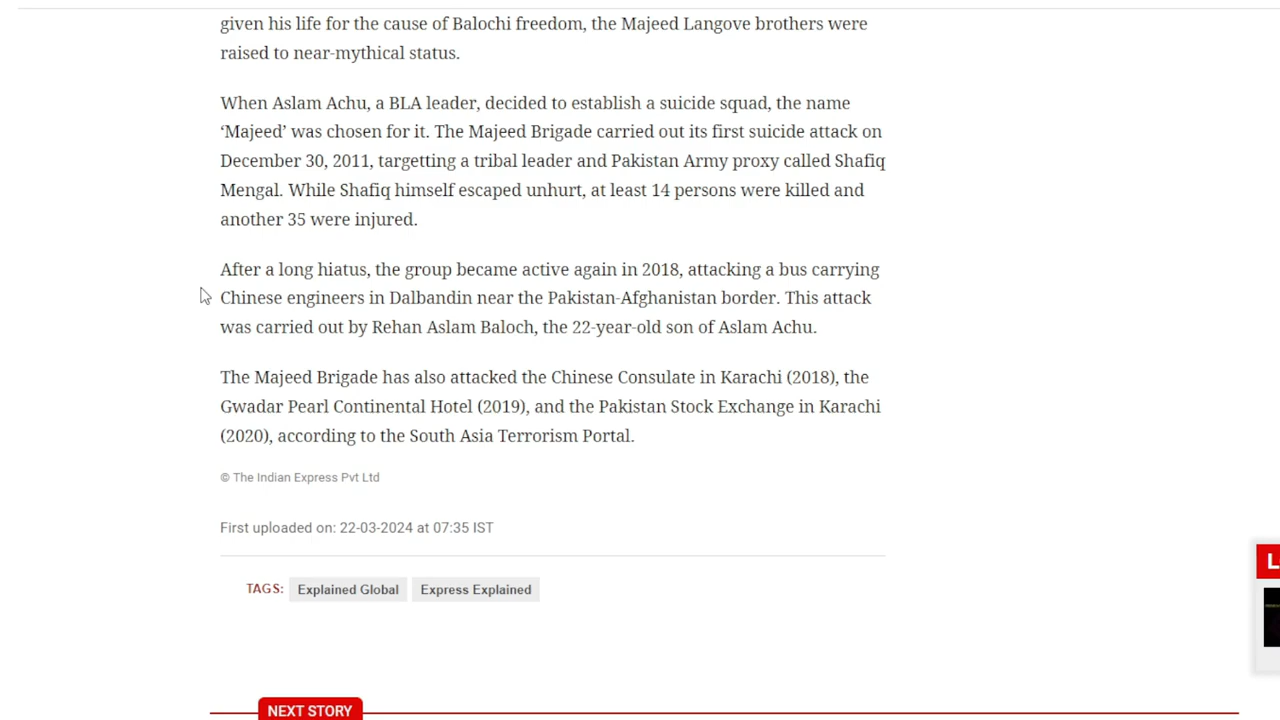 given his life for the cause of Balochi freedom, the Majeed Langove brothers were
raised to near-mythical status.
When Aslam Achu, a BLA leader, decided to establish a suicide squad, the name
‘Majeed’ was chosen for it. The Majeed Brigade carried out its first suicide attack on
December 30, 2011, targetting a tribal leader and Pakistan Army proxy called Shafiq
Mengal. While Shafiq himself escaped unhurt, at least 14 persons were killed and
another 35 were injured.
After a long hiatus, the group became active again in 2018, attacking a bus carrying
Chinese engineers in Dalbandin near the Pakistan-Afghanistan border. This attack
was carried out by Rehan Aslam Baloch, the 22-year-old son of Aslam Achu.
The Majeed Brigade has also attacked the Chinese Consulate in Karachi (2018), the
Gwadar Pearl Continental Hotel (2019), and the Pakistan Stock Exchange in Karachi
(2020), according to the South Asia Terrorism Portal.
© The Indian Express Pvt Ltd
First uploaded on: 22-03-2024 at 07:35 IST
TAGS: Explained Global Express Explained
L
NEXT STORY